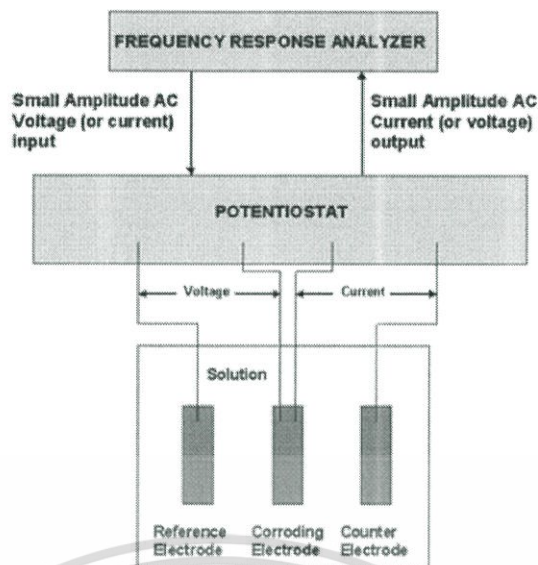 FREQUENCY RESPONSE ANALYZER
Small Amplitude AC
Voltage (or current)
input
Small Amplitude AC
Current (or voltage)
output
POTENTIOSTAT
Voltage
Current
Solution
Reference
Electrode
Corroding
Electrode
Counter
Electrode